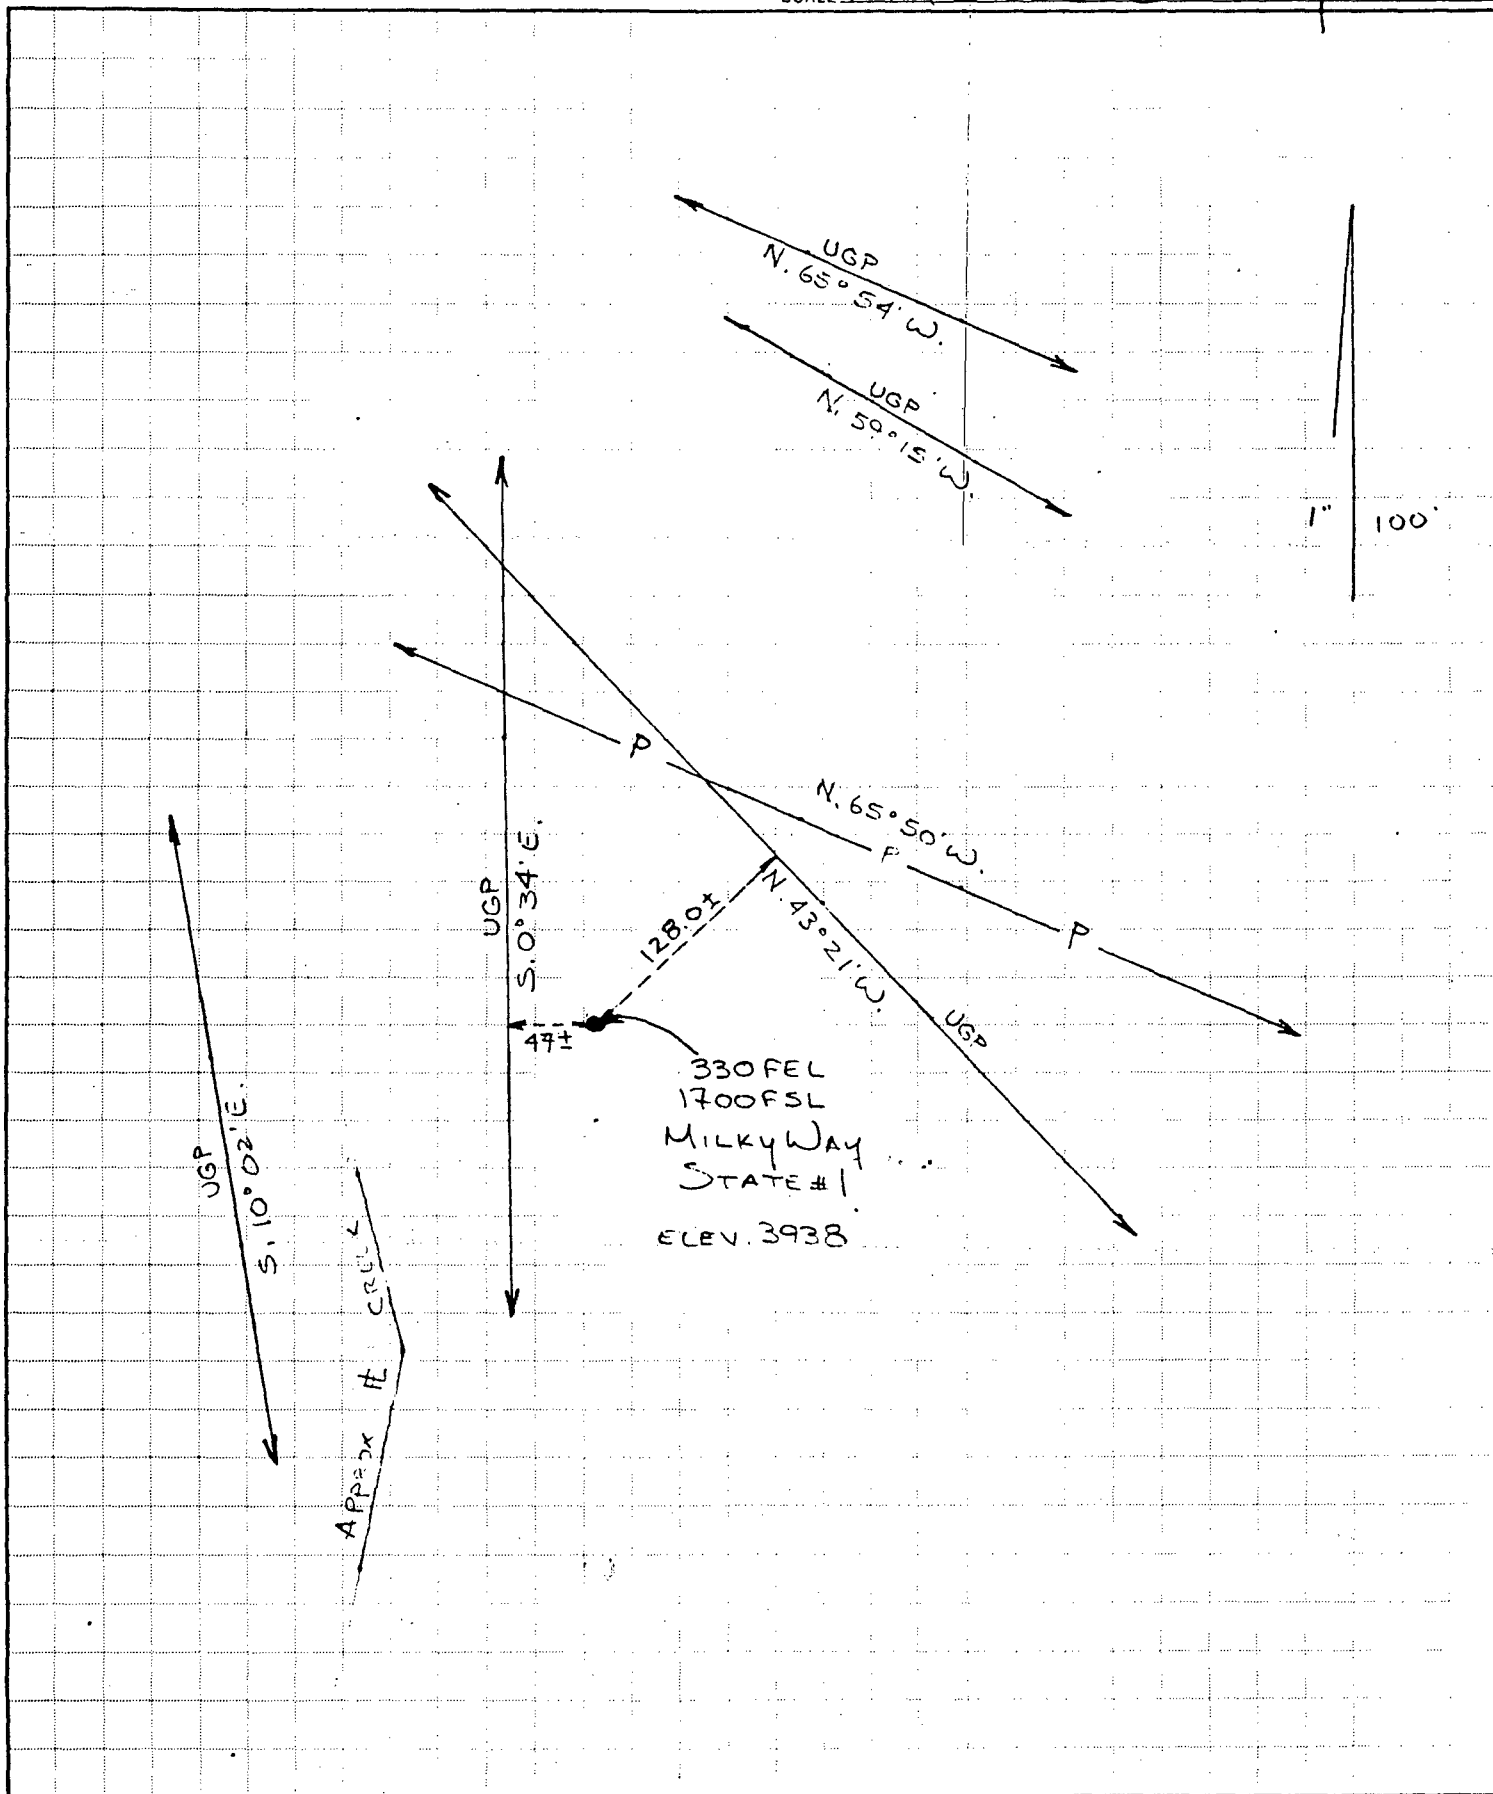 UGP
N. 65° 54' W.
UGP
N. 59° 15' W.
1" 100'
P
N. 65° 50' W.
P
P
UGP
S. 0° 34' E.
128.0±
N. 43° 21' W.
UGP
47±
330 FEL
1700 FSL
MILKY WAY
STATE #1
ELEV. 3938
UGP
S. 10° 02' E.
APPROX ℄ CREEK